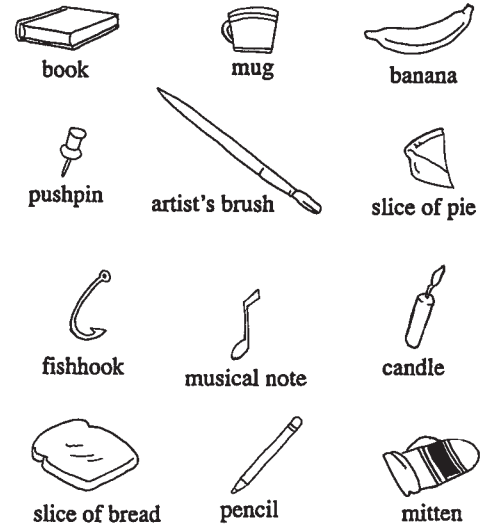 book
mug
banana
pushpin
artist's brush
slice of pie
fishhook
musical note
candle
slice of bread
pencil
mitten